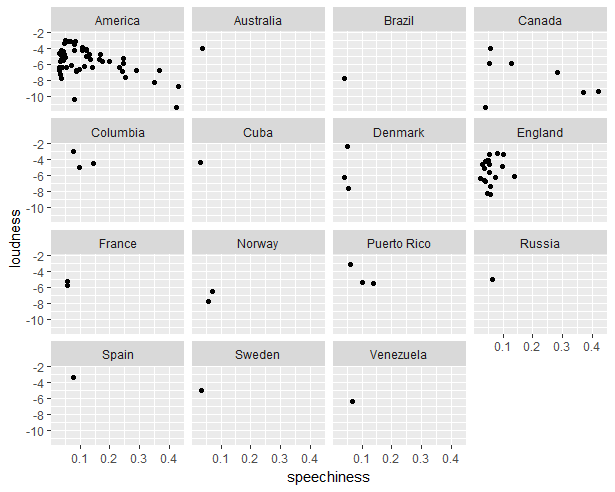 America Australia Brazil Canada
-2
-4
-6
-8
-10
Columbia Cuba Denmark England
-2
-4
-6
-8
-10
France Norway Puerto Rico Russia
-2
-4
-6
-8
-10
0.1 0.2 0.3 0.4
Spain Sweden Venezuela
-2
-4
-6
-8
-10
0.1 0.2 0.3 0.4 0.1 0.2 0.3 0.4 0.1 0.2 0.3 0.4
speechiness
loudness